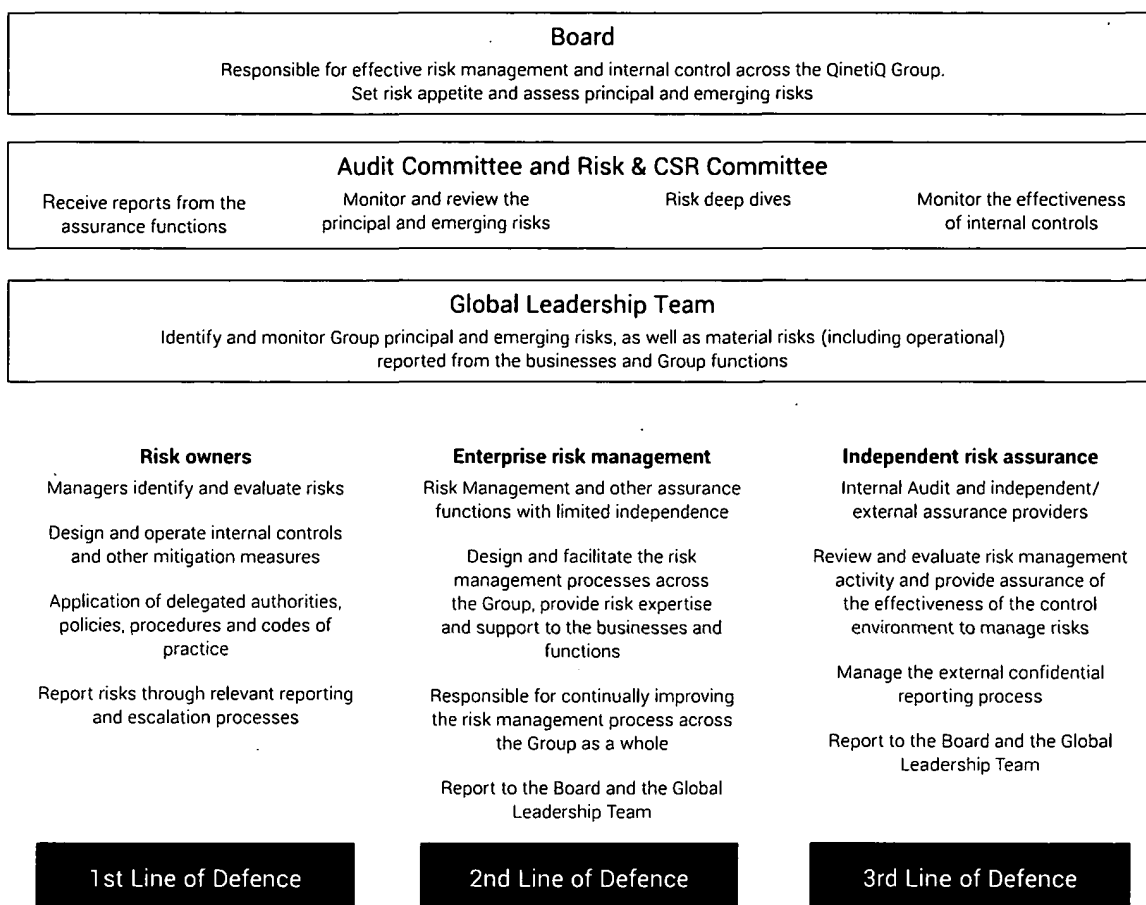 Board
Responsible for effective risk management and internal control across the QinetiQ Group.
Set risk appetite and assess principal and emerging risks
Audit Committee and Risk & CSR Committee
Receive reports from the
assurance functions
Monitor and review the
principal and emerging risks
Risk deep dives
Monitor the effectiveness
of internal controls
Global Leadership Team
Identify and monitor Group principal and emerging risks, as well as material risks (including operational)
reported from the businesses and Group functions
Risk owners
Managers identify and evaluate risks
Design and operate internal controls
and other mitigation measures
Application of delegated authorities,
policies, procedures and codes of
practice
Report risks through relevant reporting
and escalation processes
1st Line of Defence
Enterprise risk management
Risk Management and other assurance
functions with limited independence
Design and facilitate the risk
management processes across
the Group, provide risk expertise
and support to the businesses and
functions
Responsible for continually improving
the risk management process across
the Group as a whole
Report to the Board and the Global
Leadership Team
2nd Line of Defence
Independent risk assurance
Internal Audit and independent/
external assurance providers
Review and evaluate risk management
activity and provide assurance of
the effectiveness of the control
environment to manage risks
Manage the external confidential
reporting process
Report to the Board and the Global
Leadership Team
3rd Line of Defence